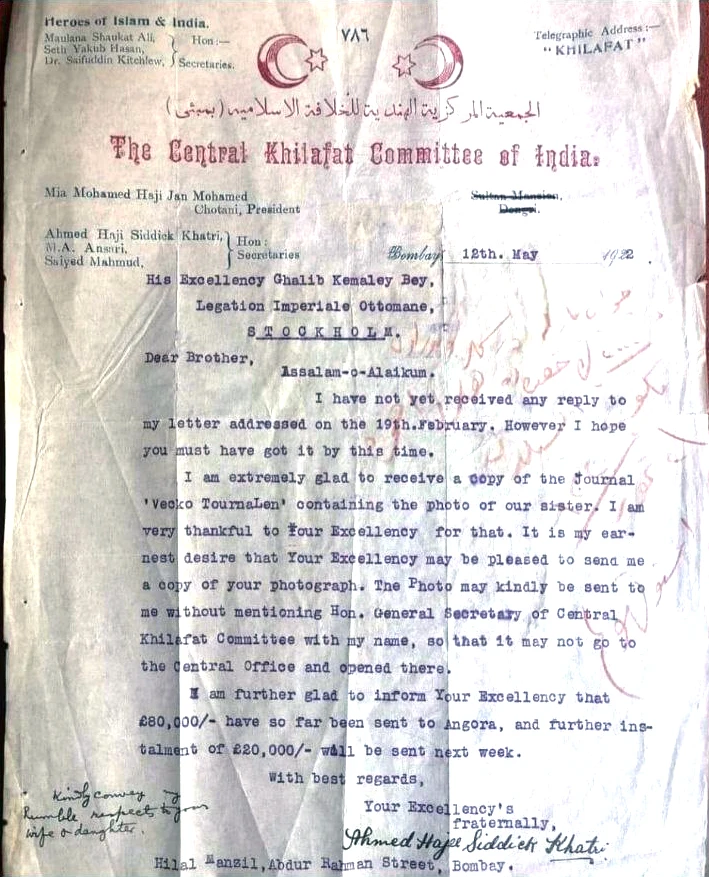 Heroes of Islam & India.
Maulana Shaukat Ali,
Seth Yakub Hasan,
Dr. Saifuddin Kitchlew,
Hon:—
Secretaries.
٧٨٦
Telegraphic Address:—
"KHILAFAT"
الجمعية المركزية الهندية للخلافة الاسلاميه (بمبئى)
The Central Khilafat Committee of India.
Mia Mohamed Haji Jan Mohamed
Chotani, President
Sultan Mansion,
Dongri.
Ahmed Haji Siddick Khatri,
M.A. Ansari,
Saiyed Mahmud,
Hon:
Secretaries
Bombay 12th. May 1922
His Excellency Ghalib Kemaley Bey,
Legation Imperiale Ottomane,
STOCKHOLM.
Dear Brother,
Assalam-o-Alaikum.
I have not yet received any reply to
my letter addressed on the 19th.February. However I hope
you must have got it by this time.
I am extremely glad to receive a copy of the Journal
'Vecko TournaLen' containing the photo of our sister. I am
very thankful to Your Excellency for that. It is my ear-
nest desire that Your Excellency may be pleased to send me
a copy of your photograph. The Photo may kindly be sent to
me without mentioning Hon. General Secretary of Central
Khilafat Committee with my name, so that it may not go to
the Central Office and opened there.
I am further glad to inform Your Excellency that
£80,000/- have so far been sent to Angora, and further ins-
talment of £20,000/- will be sent next week.
With best regards,
Your Excellency's
fraternally,
Ahmed Hajee Siddick Khatri
Kindly convey my
humble respects to your
wife & daughter.
Hilal Manzil,Abdur Rahman Street, Bombay.